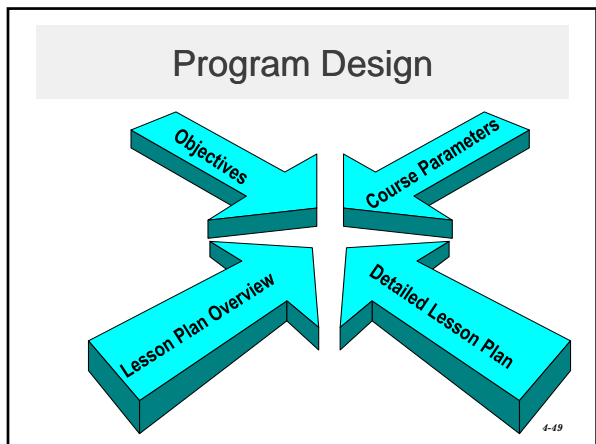 Program Design
Objectives
Course Parameters
Lesson Plan Overview
Detailed Lesson Plan
4-49